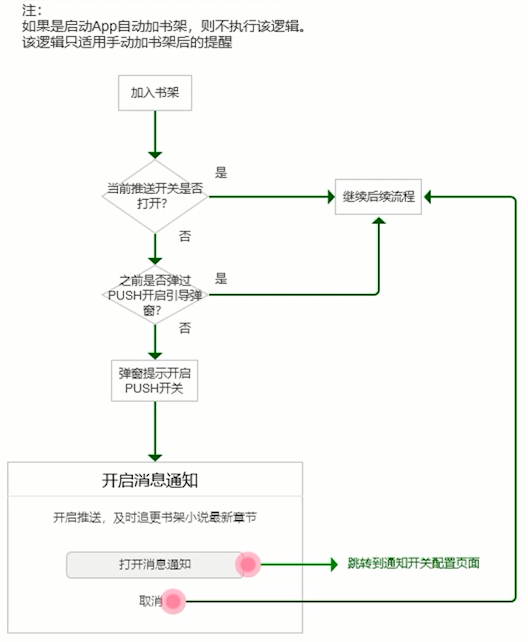 注：
如果是启动App自动加书架，则不执行该逻辑。
该逻辑只适用手动加书架后的提醒
加入书架
当前推送开关是否
打开？
是
继续后续流程
否
之前是否弹过
PUSH开启引导弹
窗？
是
否
弹窗提示开启
PUSH开关
开启消息通知
开启推送，及时追更书架小说最新章节
打开消息通知
跳转到通知开关配置页面
取消